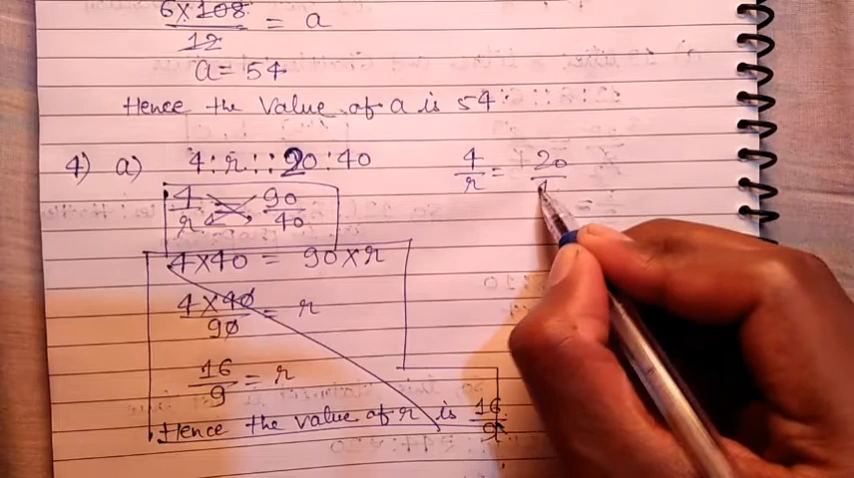 6×108 / 12 = a
a = 54
Hence the value of a is 54
4) a) 4 : r :: 20 : 40
4/r = 90/40
4×40 = 90×r
4×40 / 90 = r
16/9 = r
Hence the value of r is 16/9
4/r = 20/